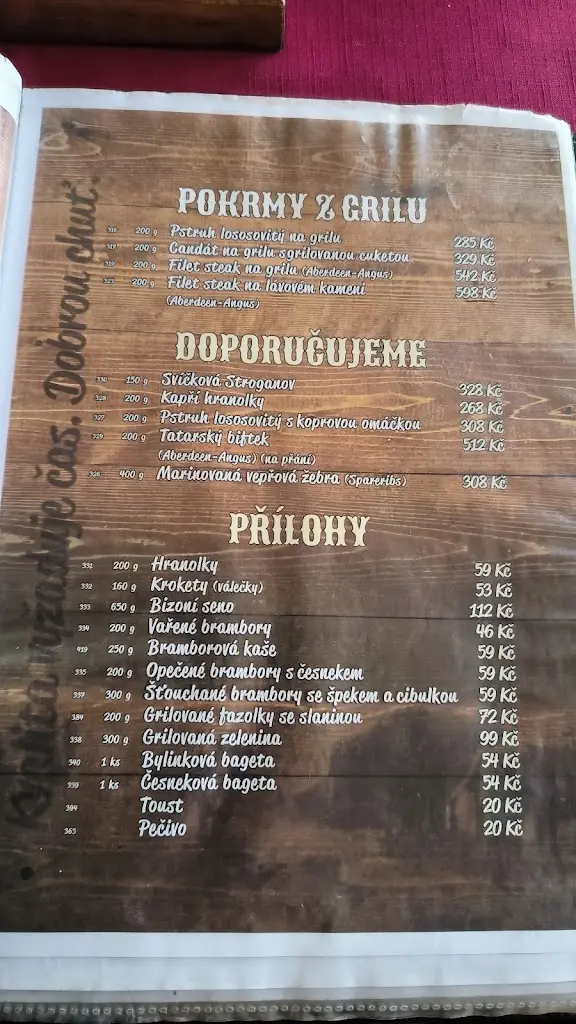 POKRMY Z GRILU
316 200 g Pstruh lososovitý na grilu 285 Kč
317 200 g Candát na grilu sgrilovanou cuketou 329 Kč
200 g Filet steak na grilu (Aberdeen-Angus) 542 Kč
200 g Filet steak na lávovém kameni 598 Kč
(Aberdeen-Angus)
DOPORUČUJEME
330 150 g Svíčková Stroganov 328 Kč
328 200 g Kapří hranolky 268 Kč
327 200 g Pstruh lososovitý s koprovou omáčkou 308 Kč
329 200 g Tatarský biftek 512 Kč
(Aberdeen-Angus) (na přání)
326 400 g Marinovaná vepřová žebra (Spareribs) 308 Kč
PŘÍLOHY
331 200 g Hranolky 59 Kč
332 160 g Krokety (válečky) 53 Kč
333 650 g Bizoní seno 112 Kč
334 200 g Vařené brambory 46 Kč
419 250 g Bramborová kaše 59 Kč
335 200 g Opečené brambory s česnekem 59 Kč
337 300 g Šťouchané brambory se špekem a cibulkou 59 Kč
384 200 g Grilované fazolky se slaninou 72 Kč
338 300 g Grilovaná zelenina 99 Kč
340 1 ks Bylinková bageta 54 Kč
339 1 ks Česneková bageta 54 Kč
394 Toust 20 Kč
363 Pečivo 20 Kč
vyžaduje čas. Dobrou chuť.